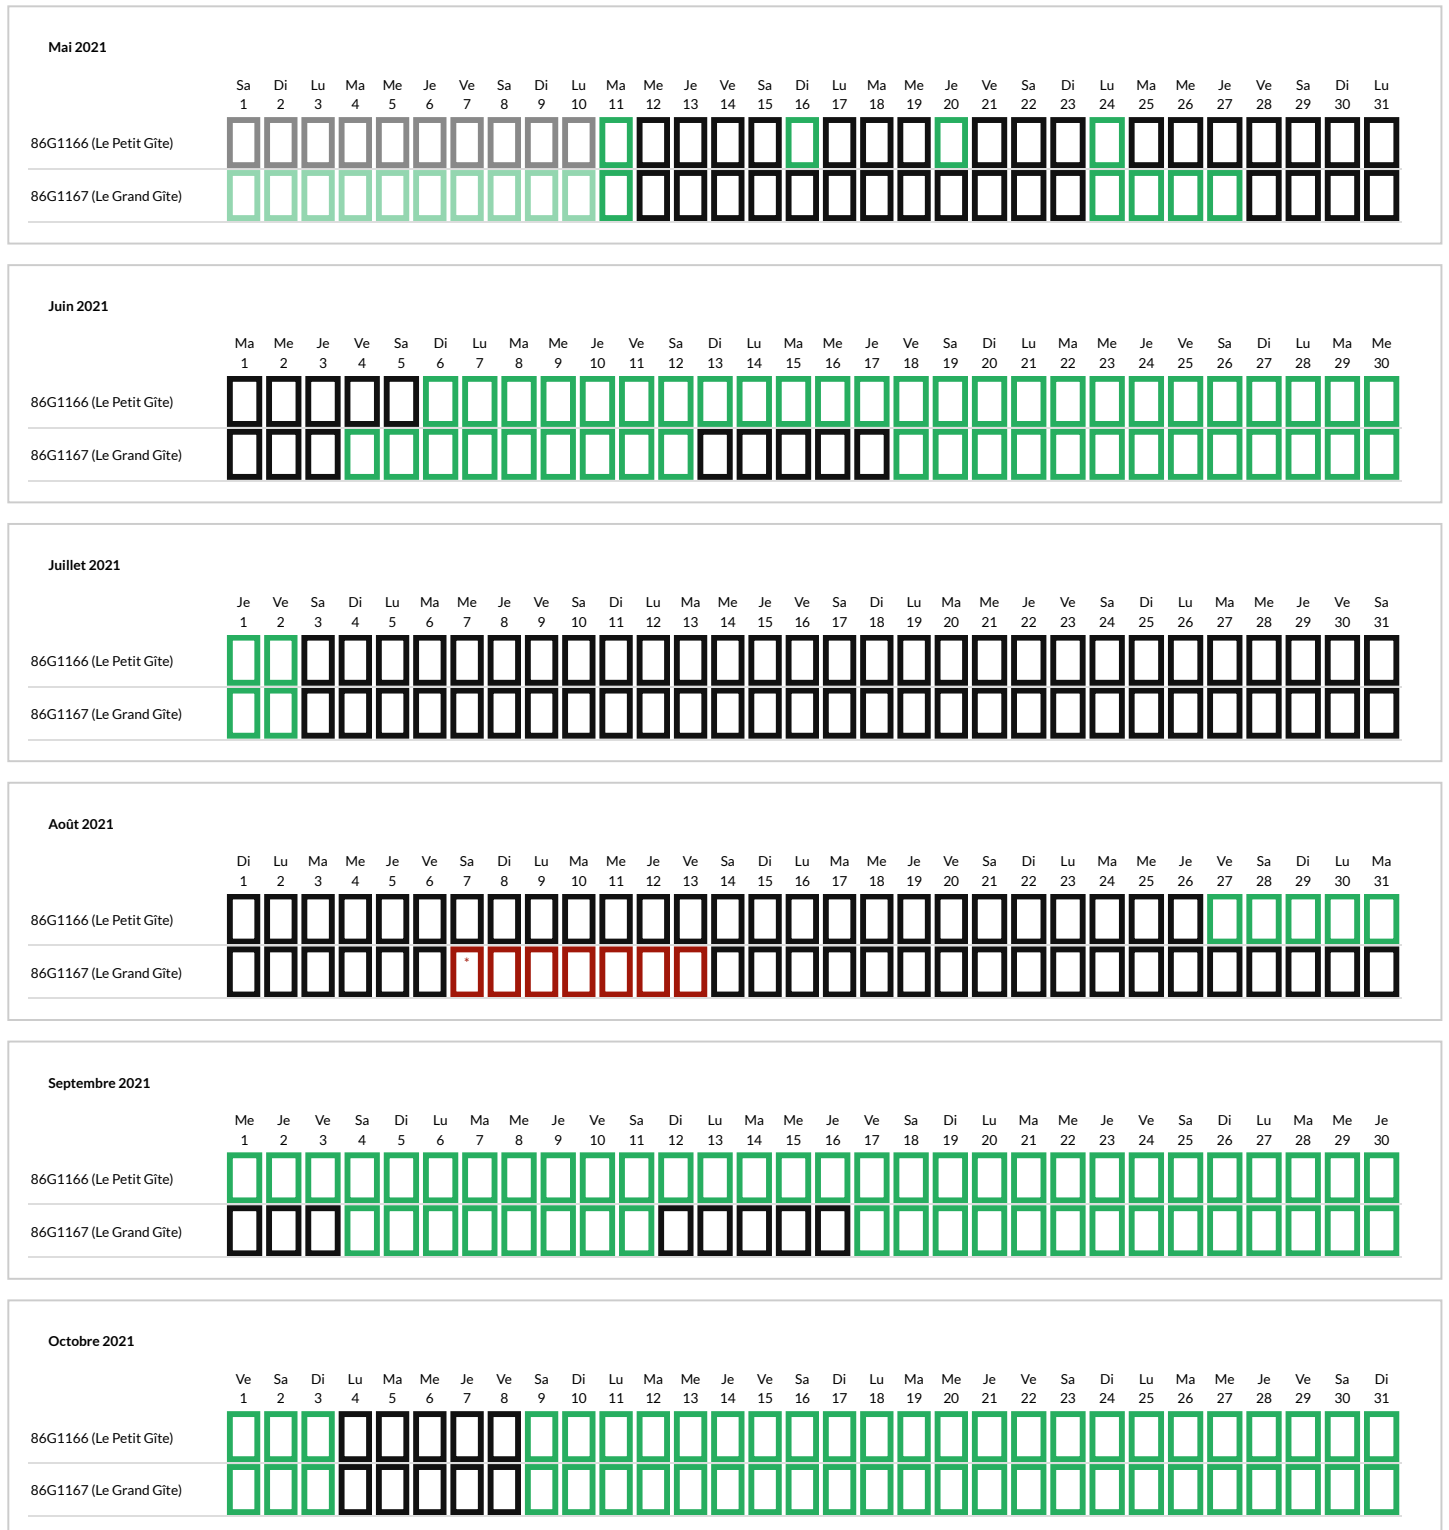 Mai 2021
Sa Di Lu Ma Me Je Ve Sa Di Lu Ma Me Je Ve Sa Di Lu Ma Me Je Ve Sa Di Lu Ma Me Je Ve Sa Di Lu
1 2 3 4 5 6 7 8 9 10 11 12 13 14 15 16 17 18 19 20 21 22 23 24 25 26 27 28 29 30 31
86G1166 (Le Petit Gîte)
86G1167 (Le Grand Gîte)
Juin 2021
Ma Me Je Ve Sa Di Lu Ma Me Je Ve Sa Di Lu Ma Me Je Ve Sa Di Lu Ma Me Je Ve Sa Di Lu Ma Me
1 2 3 4 5 6 7 8 9 10 11 12 13 14 15 16 17 18 19 20 21 22 23 24 25 26 27 28 29 30
86G1166 (Le Petit Gîte)
86G1167 (Le Grand Gîte)
Juillet 2021
Je Ve Sa Di Lu Ma Me Je Ve Sa Di Lu Ma Me Je Ve Sa Di Lu Ma Me Je Ve Sa Di Lu Ma Me Je Ve Sa
1 2 3 4 5 6 7 8 9 10 11 12 13 14 15 16 17 18 19 20 21 22 23 24 25 26 27 28 29 30 31
86G1166 (Le Petit Gîte)
86G1167 (Le Grand Gîte)
Août 2021
Di Lu Ma Me Je Ve Sa Di Lu Ma Me Je Ve Sa Di Lu Ma Me Je Ve Sa Di Lu Ma Me Je Ve Sa Di Lu Ma
1 2 3 4 5 6 7 8 9 10 11 12 13 14 15 16 17 18 19 20 21 22 23 24 25 26 27 28 29 30 31
86G1166 (Le Petit Gîte)
86G1167 (Le Grand Gîte) *
Septembre 2021
Me Je Ve Sa Di Lu Ma Me Je Ve Sa Di Lu Ma Me Je Ve Sa Di Lu Ma Me Je Ve Sa Di Lu Ma Me Je
1 2 3 4 5 6 7 8 9 10 11 12 13 14 15 16 17 18 19 20 21 22 23 24 25 26 27 28 29 30
86G1166 (Le Petit Gîte)
86G1167 (Le Grand Gîte)
Octobre 2021
Ve Sa Di Lu Ma Me Je Ve Sa Di Lu Ma Me Je Ve Sa Di Lu Ma Me Je Ve Sa Di Lu Ma Me Je Ve Sa Di
1 2 3 4 5 6 7 8 9 10 11 12 13 14 15 16 17 18 19 20 21 22 23 24 25 26 27 28 29 30 31
86G1166 (Le Petit Gîte)
86G1167 (Le Grand Gîte)